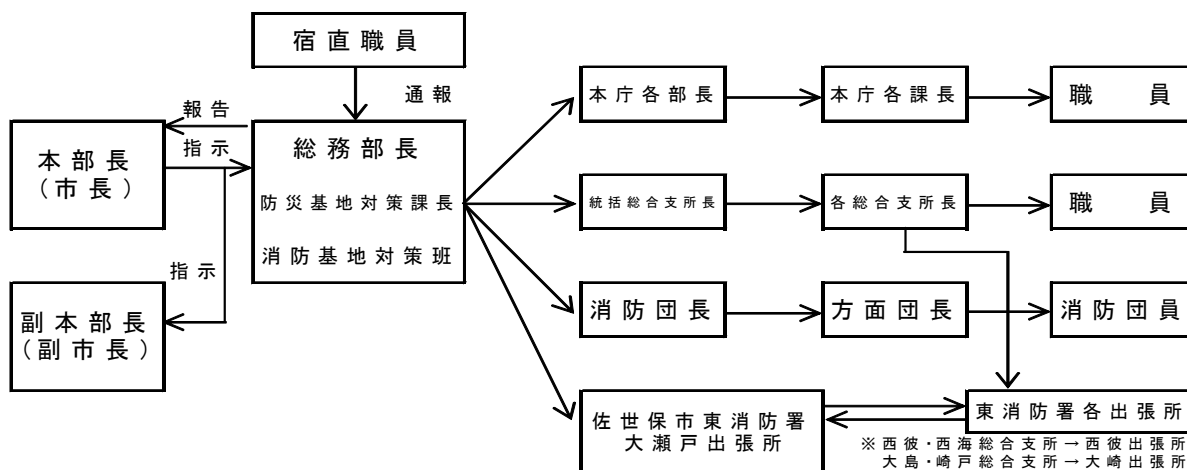 宿直職員
通報
報告
指示
本部長
(市長)
総務部長
防災基地対策課長
消防基地対策班
指示
副本部長
(副市長)
本庁各部長
本庁各課長
職員
統括総合支所長
各総合支所長
職員
消防団長
方面団長
消防団員
佐世保市東消防署
大瀬戸出張所
東消防署各出張所
※西彼・西海総合支所→西彼出張所
大島・崎戸総合支所→大崎出張所